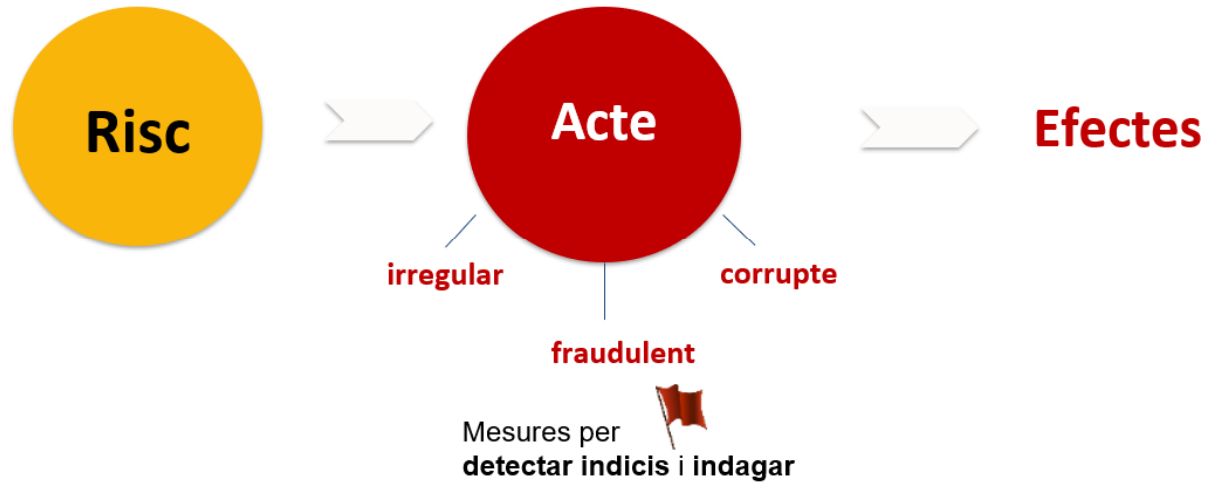 Risc
Acte
Efectes
irregular
corrupte
fraudulent
Mesures per
detectar indicis i indagar